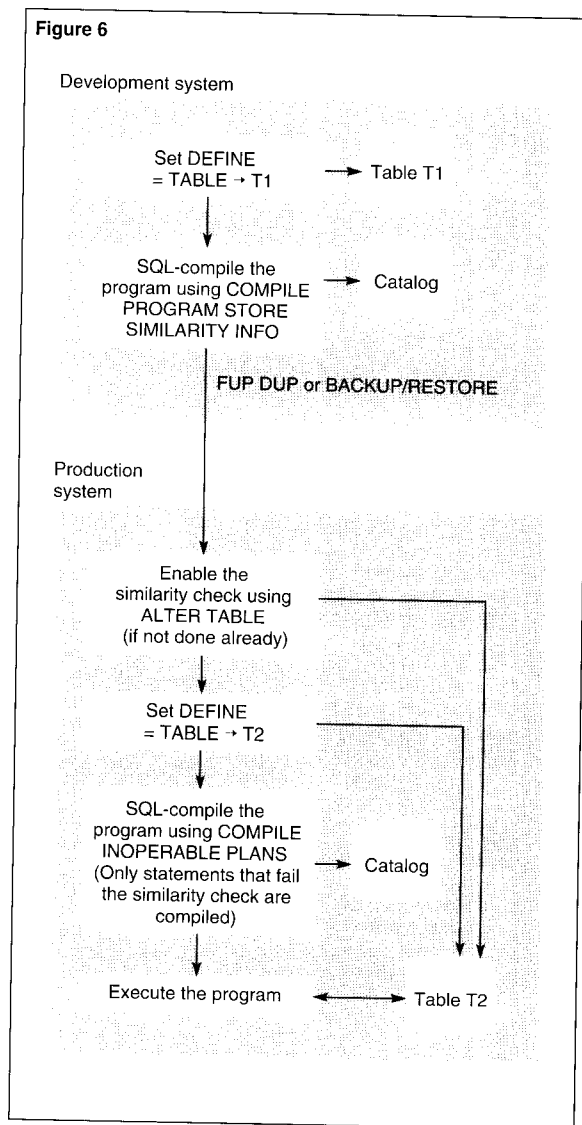 Figure 6
Development system
Set DEFINE
= TABLE → T1
Table T1
SQL-compile the
program using COMPILE
PROGRAM STORE
SIMILARITY INFO
Catalog
FUP DUP or BACKUP/RESTORE
Production
system
Enable the
similarity check using
ALTER TABLE
(if not done already)
Set DEFINE
= TABLE → T2
SQL-compile the
program using COMPILE
INOPERABLE PLANS
(Only statements that fail
the similarity check are
compiled)
Catalog
Execute the program
Table T2